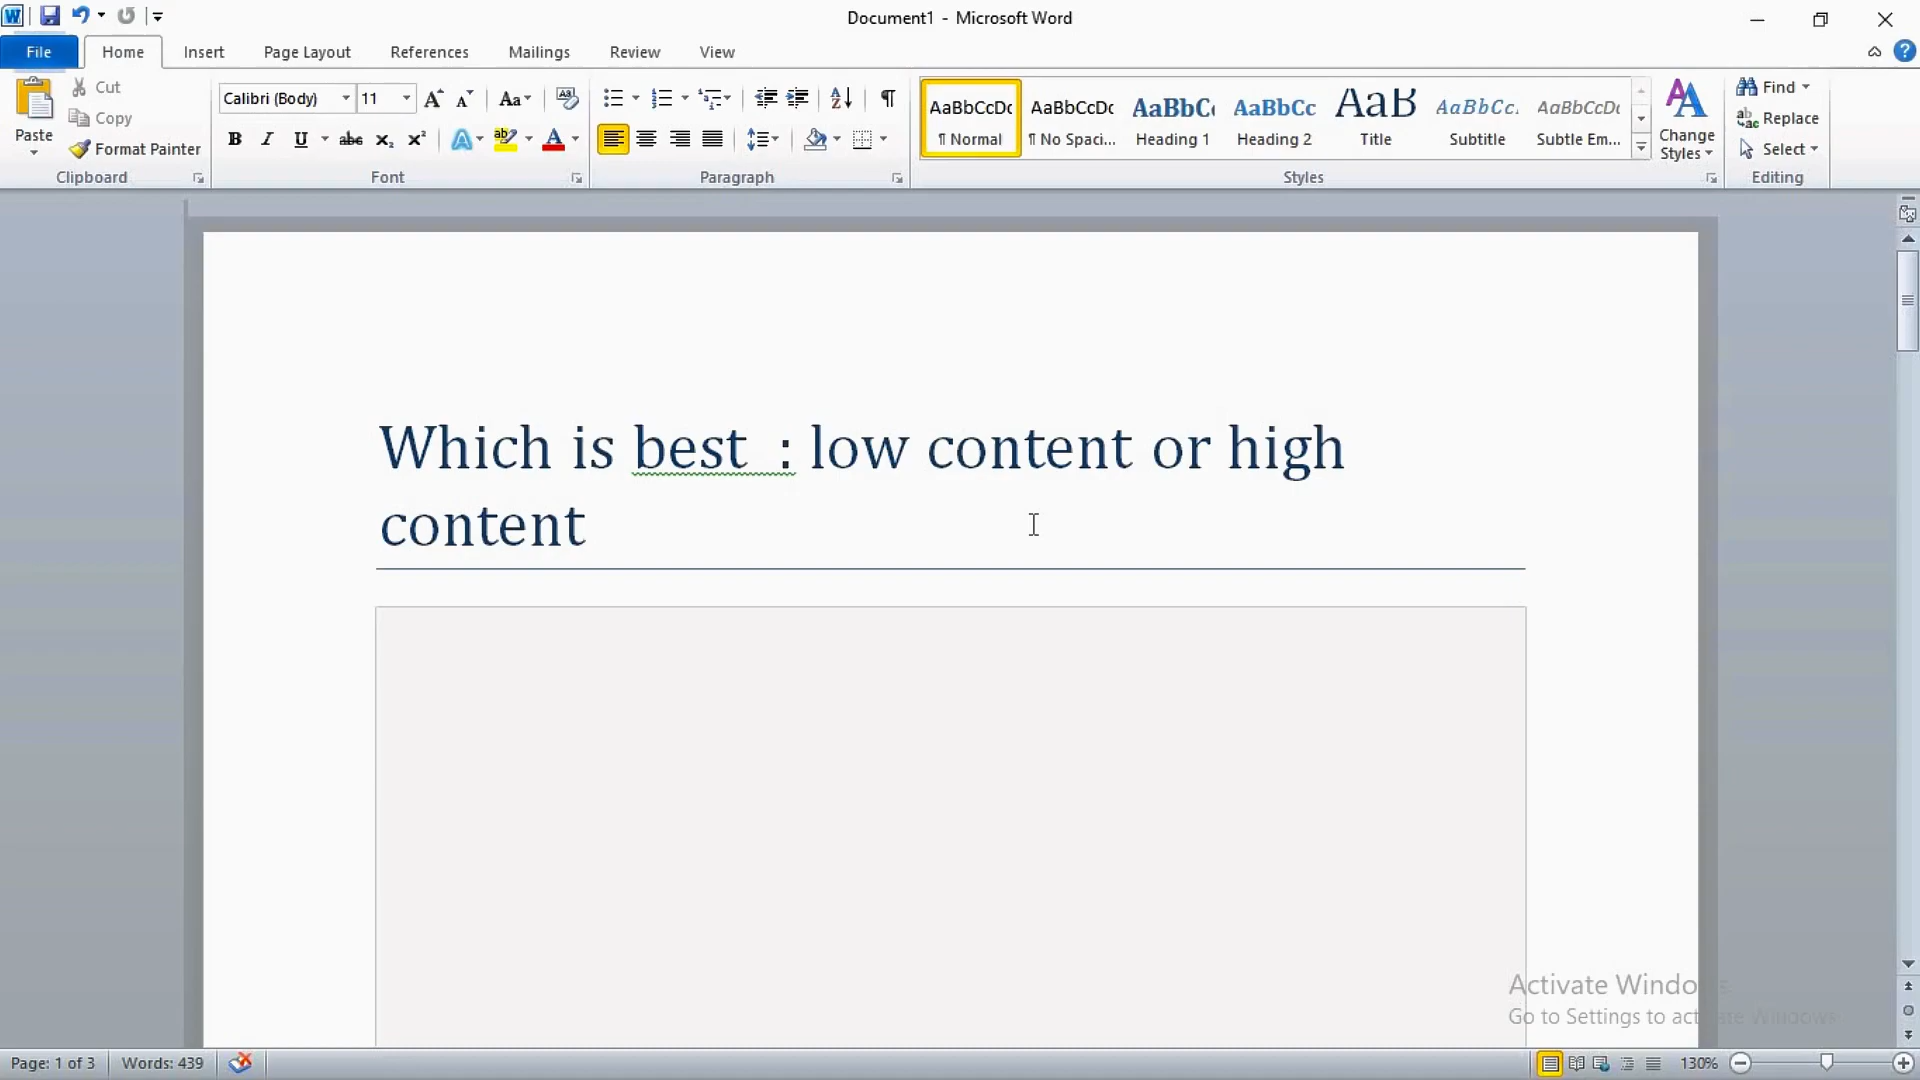 Document1 - Microsoft Word
File Home Insert Page Layout References Mailings Review View
Paste
Cut
Copy
Format Painter
Clipboard
Calibri (Body) 11
Font
Paragraph
AaBbCcDc AaBbCcDc AaBbC AaBbCc AaB AaBbCc. AaBbCcDc
¶ Normal ¶ No Spaci... Heading 1 Heading 2 Title Subtitle Subtle Em...
Change Styles
Styles
Find
Replace
Select
Editing
Which is best : low content or high
content
Activate Windows
Go to Settings to activate Windows.
Page: 1 of 3 Words: 439 130%